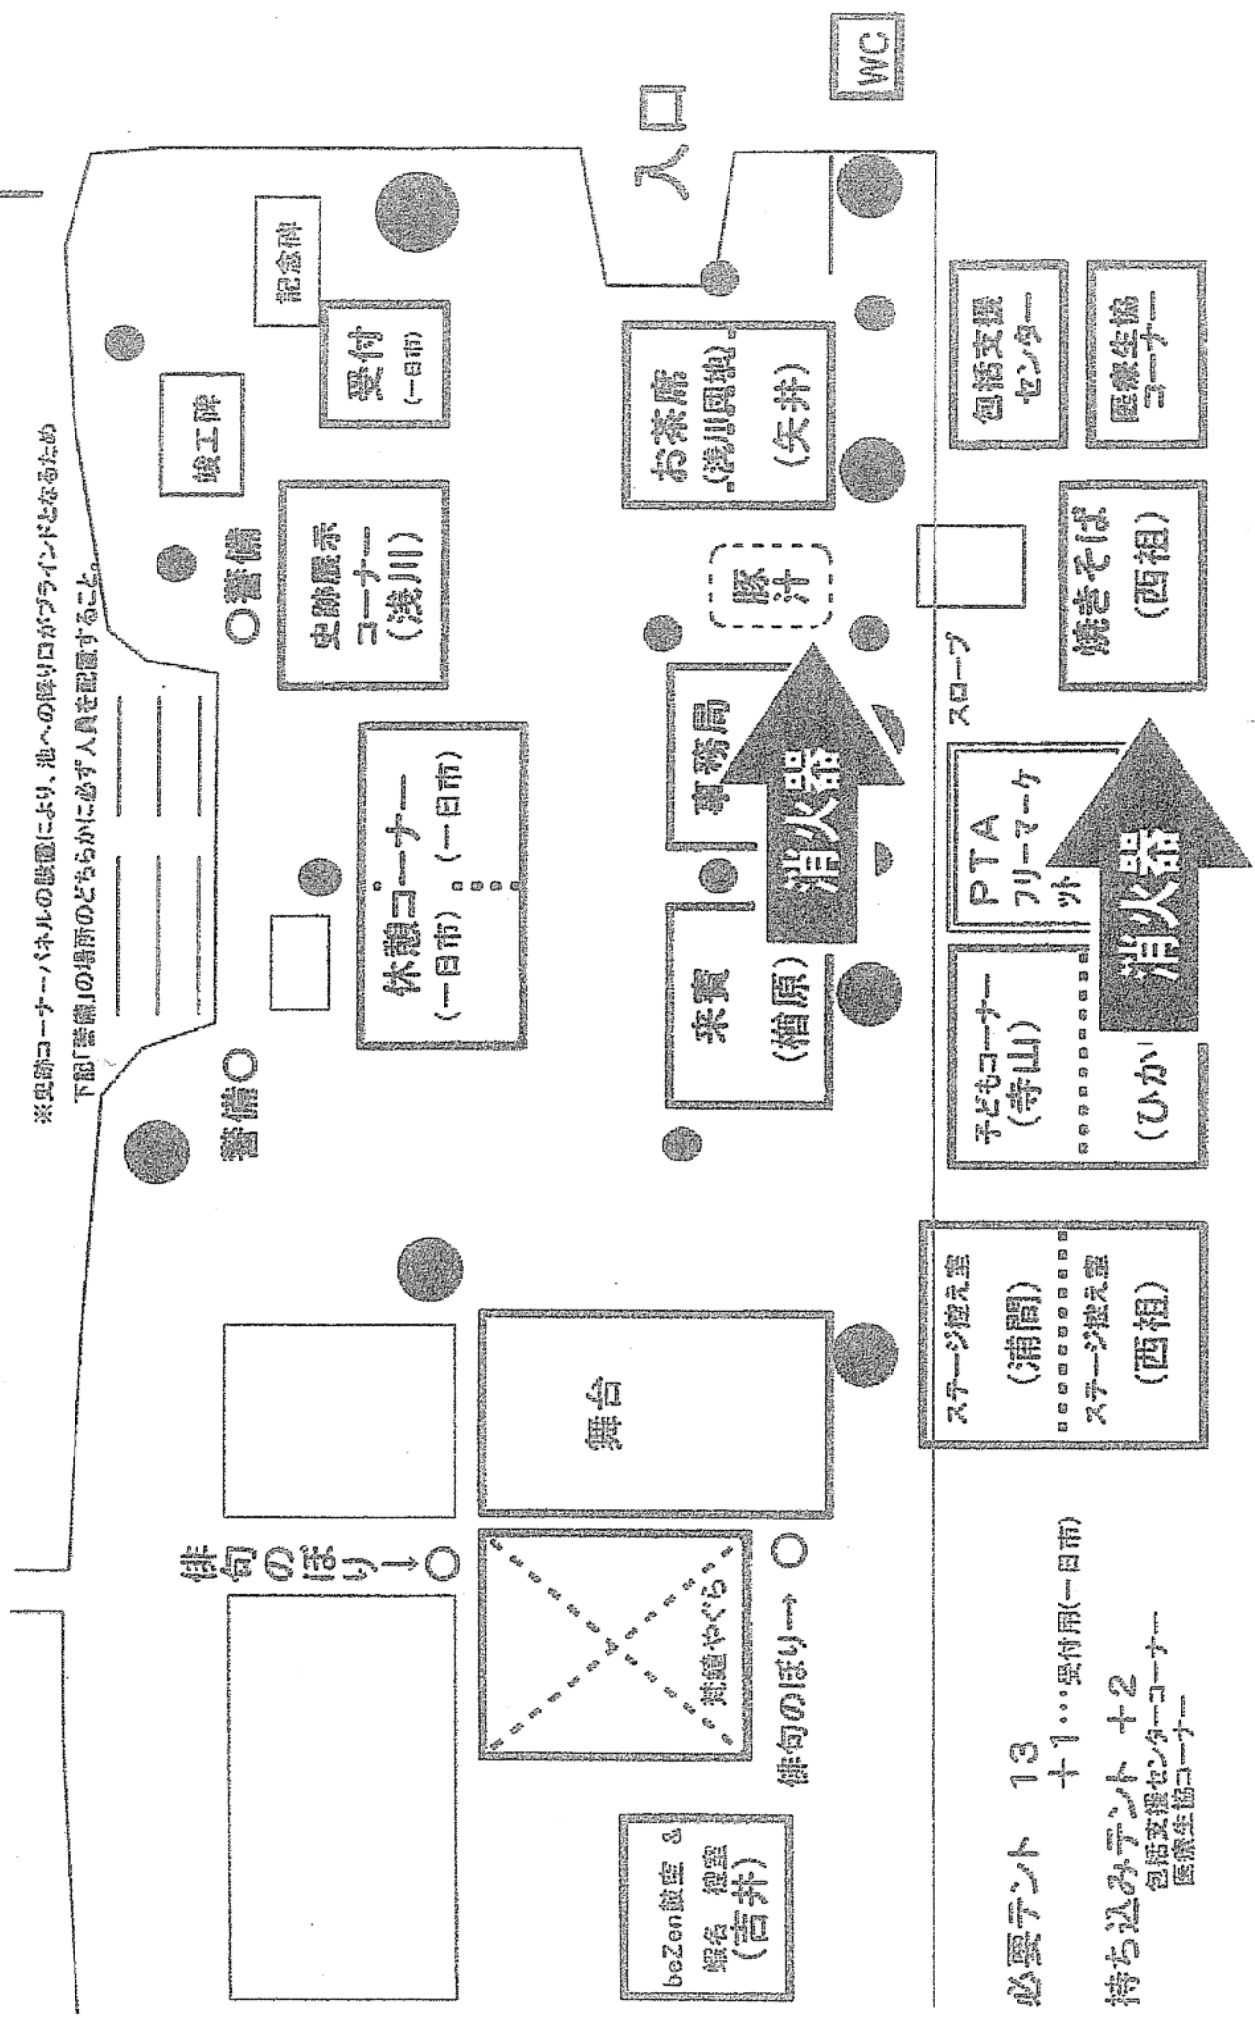 ※史跡コーナーパネルの設置により、池への降り口がブラインドとなるため
下記「警備」の場所のどちらかに必ず人員を配置すること。
竣工碑
記念碑
受付
(一日市)
入口
WC
警備○
○警備
史跡展示
コーナー
(浅川)
休憩コーナー
(一日市)
(一日市)
お茶席
(浅川団地)
(矢井)
豚汁
事務局
来賓
(楢原)
消火器
俳句のぼり→○
舞台
やぐら
俳句のぼり→○
beZen鼓空 &
(吉井)
スロープ
包括支援
センター
医療生協
コーナー
焼きそば
(西祖)
PTA
フリーマーケ
ット
消火器
子どもコーナー
(寺山)
(ひか
ステージ控え室
(浦間)
ステージ控え室
(西祖)
必要テント 13
+1…受付用(一日市)
持ち込みテント +2
包括支援センターコーナー
医療生協コーナー